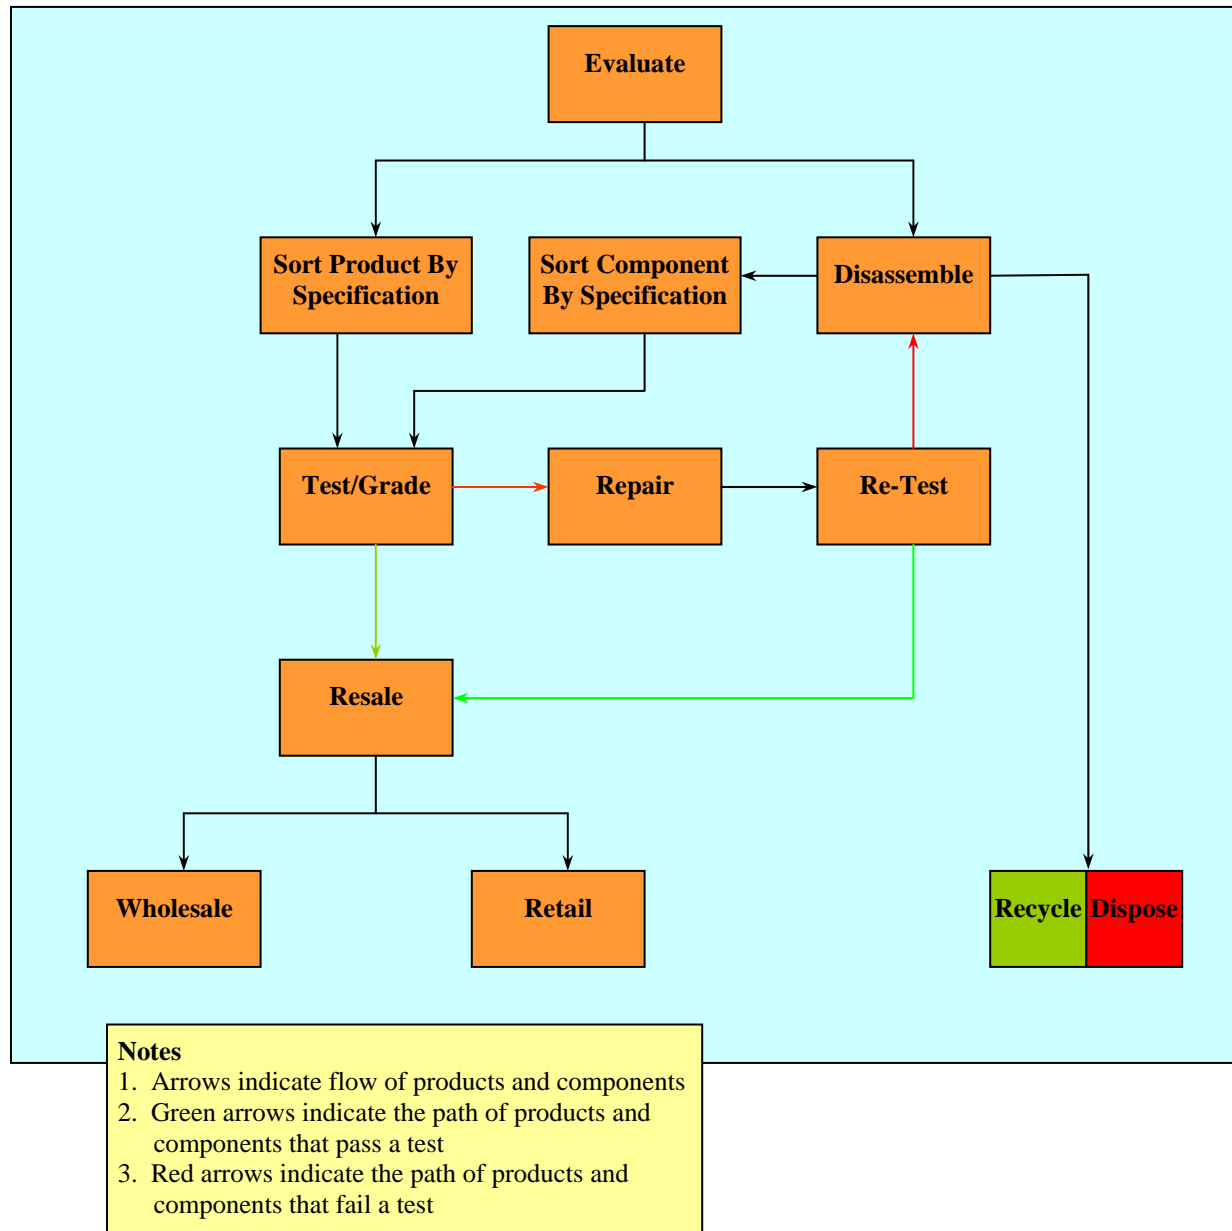 Evaluate
Sort Product By
Specification
Sort Component
By Specification
Disassemble
Test/Grade
Repair
Re-Test
Resale
Wholesale
Retail
Recycle
Dispose
Notes
1. Arrows indicate flow of products and components
2. Green arrows indicate the path of products and
components that pass a test
3. Red arrows indicate the path of products and
components that fail a test